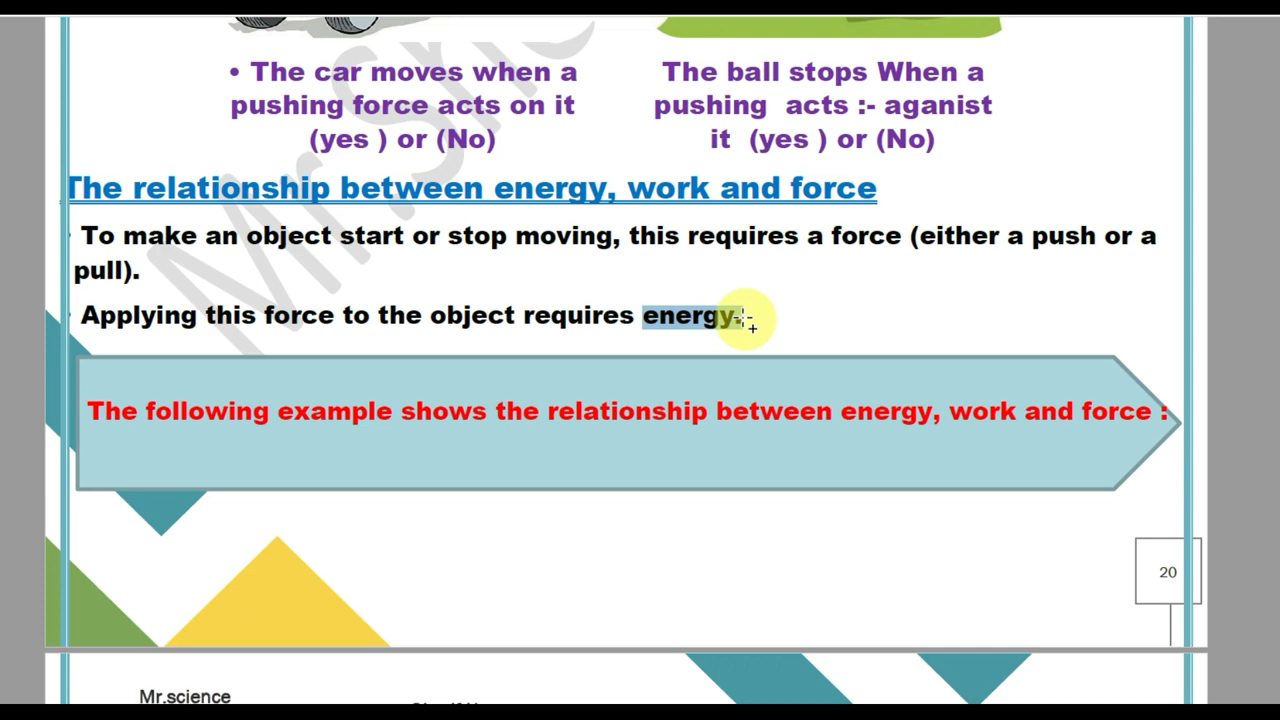 • The car moves when a
pushing force acts on it
(yes ) or (No)
The ball stops When a
pushing acts :- aganist
it (yes ) or (No)
The relationship between energy, work and force
• To make an object start or stop moving, this requires a force (either a push or a
pull).
• Applying this force to the object requires energy.
The following example shows the relationship between energy, work and force :
20
Mr.science